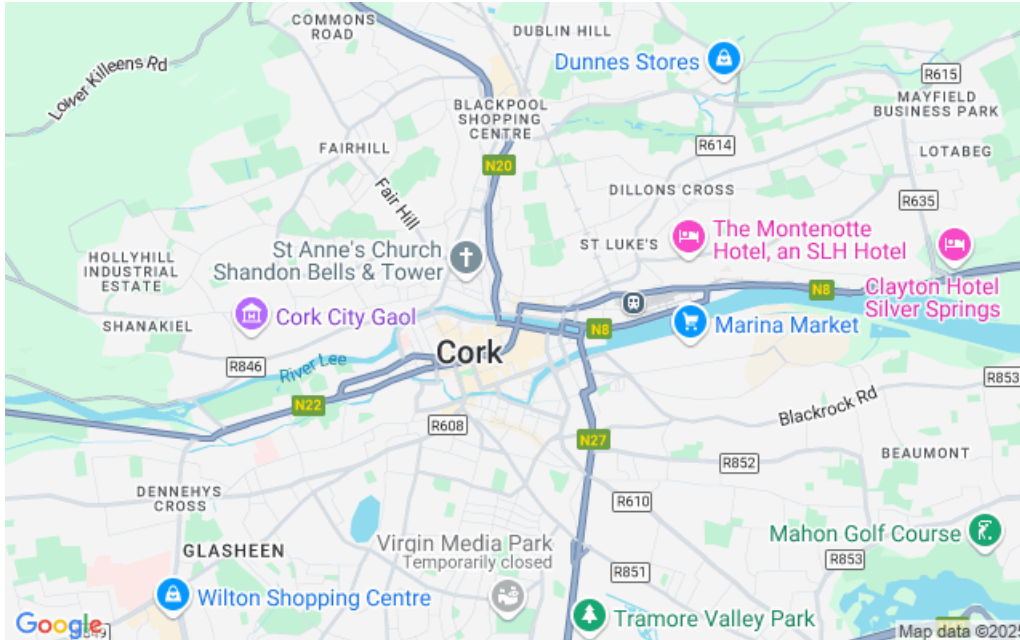 COMMONS
ROAD
DUBLIN HILL
Dunnes Stores
R615
Lower Killeens Rd
BLACKPOOL
SHOPPING
CENTRE
MAYFIELD
BUSINESS PARK
FAIRHILL
R614
LOTABEG
N20
Fair Hill
DILLONS CROSS
R635
The Montenotte
Hotel, an SLH Hotel
ST LUKE'S
St Anne's Church
Shandon Bells & Tower
HOLLYHILL
INDUSTRIAL
ESTATE
N8
Clayton Hotel
Silver Springs
Cork City Gaol
SHANAKIEL
N8
Marina Market
Cork
River Lee
R846
R853
N22
Blackrock Rd
R608
N27
R852
BEAUMONT
DENNEHYS
CROSS
R610
Mahon Golf Course
Virgin Media Park
Temporarily closed
GLASHEEN
R853
R851
Wilton Shopping Centre
Tramore Valley Park
Google
Map data ©2025